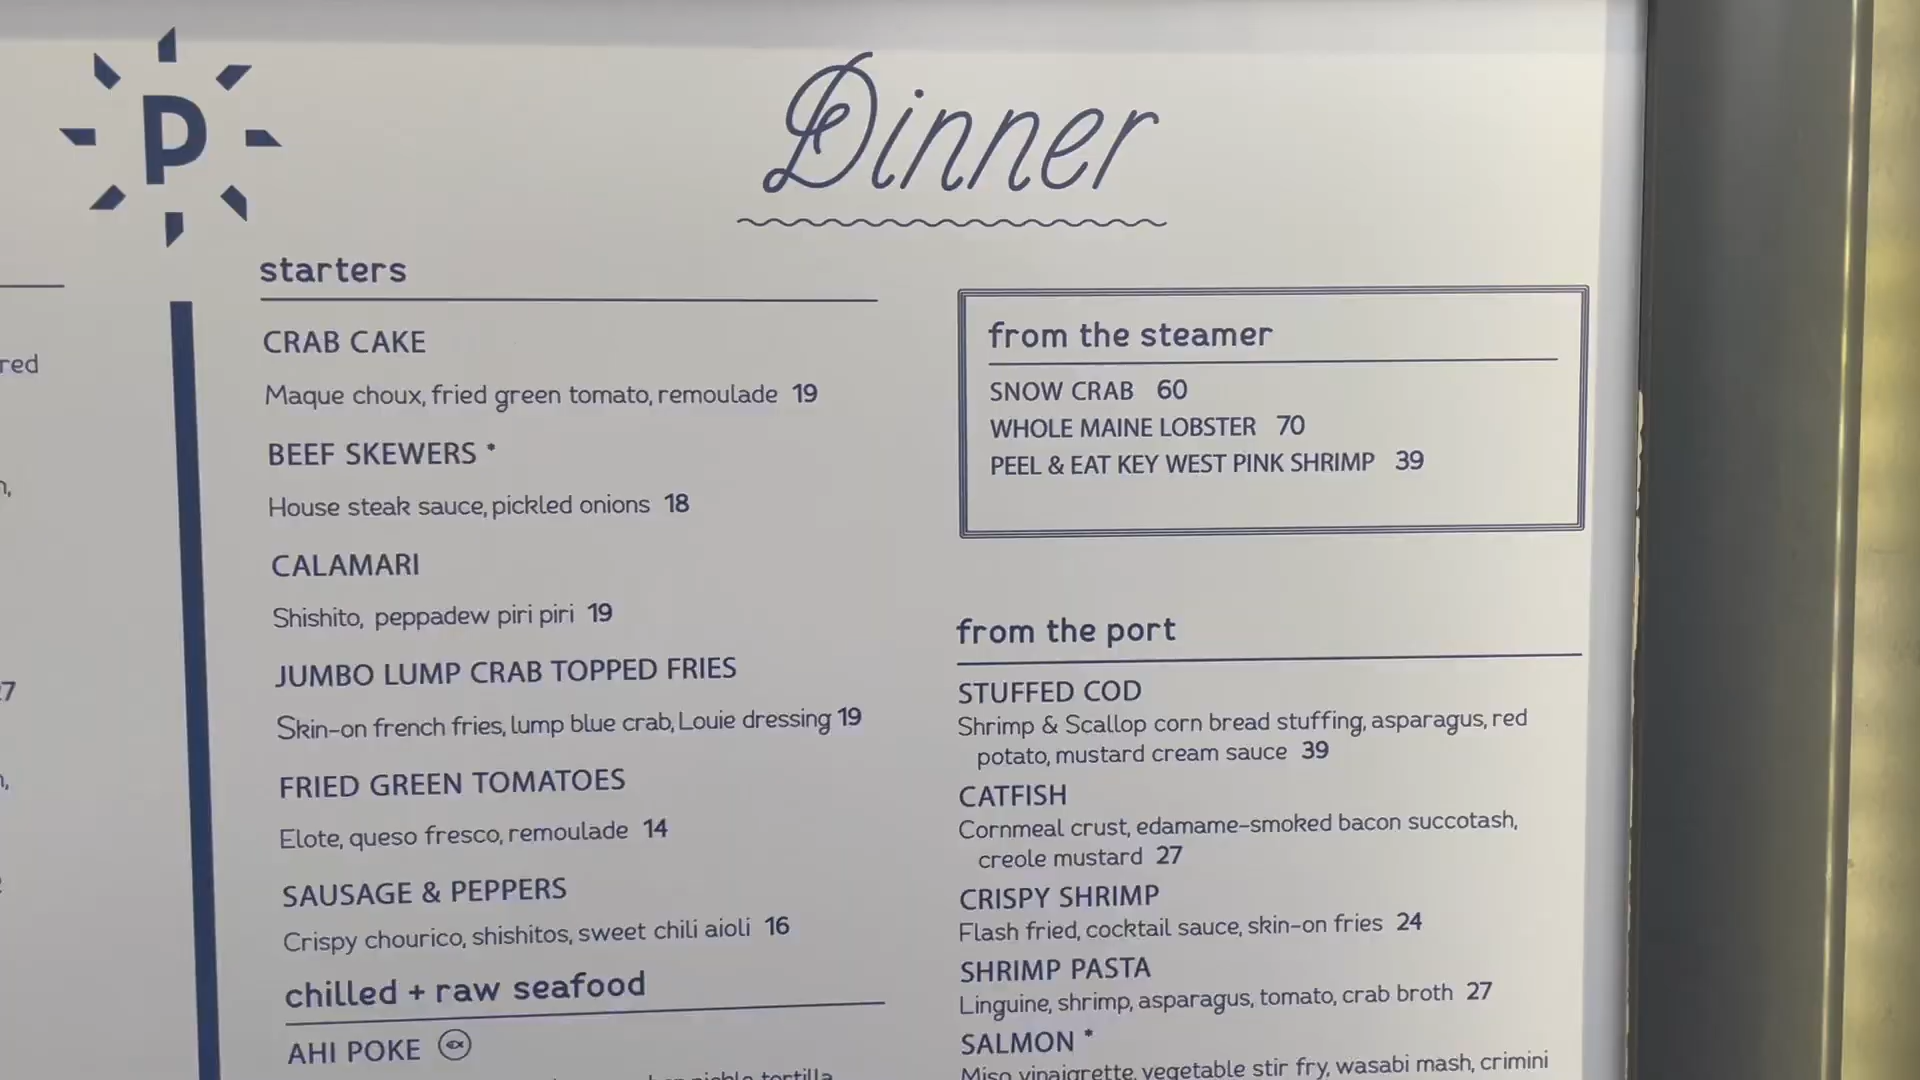 P
Dinner
red
27
starters
CRAB CAKE
Maque choux, fried green tomato, remoulade 19
BEEF SKEWERS *
House steak sauce, pickled onions 18
CALAMARI
Shishito, peppadew piri piri 19
JUMBO LUMP CRAB TOPPED FRIES
Skin-on french fries, lump blue crab, Louie dressing 19
FRIED GREEN TOMATOES
Elote, queso fresco, remoulade 14
SAUSAGE & PEPPERS
Crispy chourico, shishitos, sweet chili aioli 16
chilled + raw seafood
AHI POKE
tortilla
from the steamer
SNOW CRAB 60
WHOLE MAINE LOBSTER 70
PEEL & EAT KEY WEST PINK SHRIMP 39
from the port
STUFFED COD
Shrimp & Scallop corn bread stuffing, asparagus, red
potato, mustard cream sauce 39
CATFISH
Cornmeal crust, edamame-smoked bacon succotash,
creole mustard 27
CRISPY SHRIMP
Flash fried, cocktail sauce, skin-on fries 24
SHRIMP PASTA
Linguine, shrimp, asparagus, tomato, crab broth 27
SALMON *
Miso vinaigrette, vegetable stir fry, wasabi mash, crimini